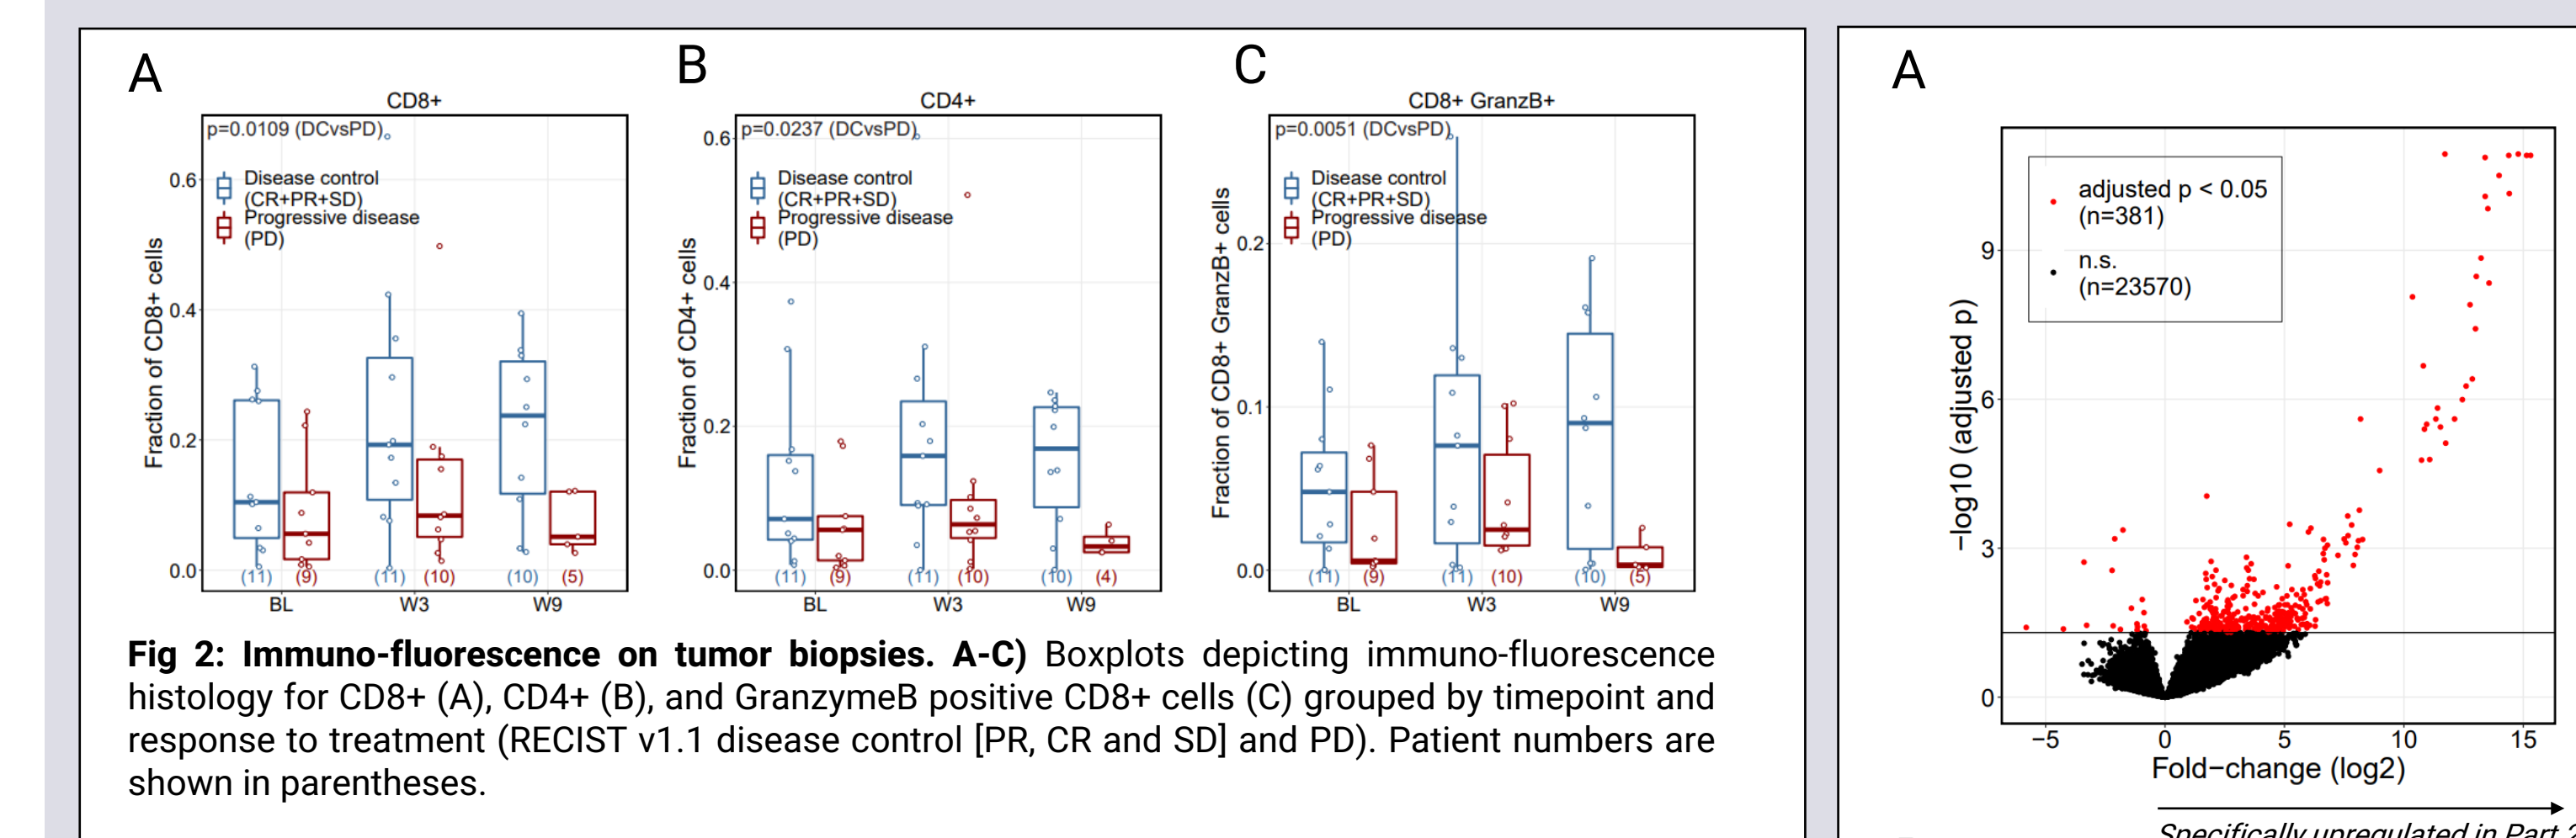 A
CD8+
p=0.0109 (DCvsPD)
Disease control
(CR+PR+SD)
Progressive disease
(PD)
Fraction of CD8+ cells
0.6
0.4
0.2
0.0
(11) (9) (11) (10) (10) (5)
BL W3 W9
B
CD4+
p=0.0237 (DCvsPD)
Disease control
(CR+PR+SD)
Progressive disease
(PD)
Fraction of CD4+ cells
0.6
0.4
0.2
0.0
(11) (9) (11) (10) (10) (4)
BL W3 W9
C
CD8+ GranzB+
p=0.0051 (DCvsPD)
Disease control
(CR+PR+SD)
Progressive disease
(PD)
Fraction of CD8+ GranzB+ cells
0.2
0.1
0.0
(11) (9) (11) (10) (10) (5)
BL W3 W9
Fig 2: Immuno-fluorescence on tumor biopsies. A-C) Boxplots depicting immuno-fluorescence
histology for CD8+ (A), CD4+ (B), and GranzymeB positive CD8+ cells (C) grouped by timepoint and
response to treatment (RECIST v1.1 disease control [PR, CR and SD] and PD). Patient numbers are
shown in parentheses.
A
adjusted p < 0.05
(n=381)
n.s.
(n=23570)
−log10 (adjusted p)
9
6
3
0
−5 0 5 10 15
Fold−change (log2)
Specifically upregulated in Part 2